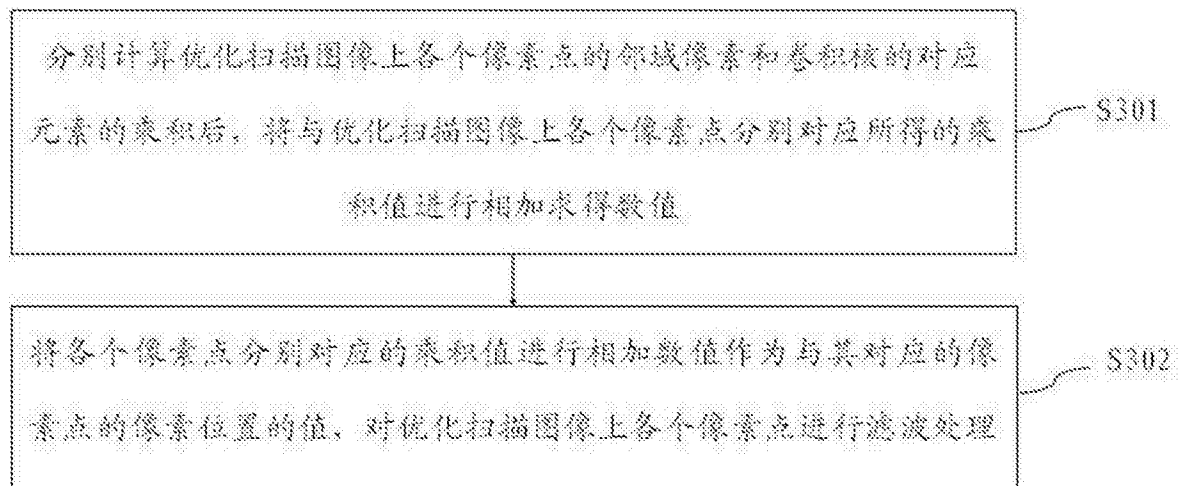 分别计算优化扫描图像上各个像素点的邻域像素和卷积核的对应
元素的乘积后，将与优化扫描图像上各个像素点分别对应所得的乘
积值进行相加求得数值
S301
将各个像素点分别对应的乘积值进行相加数值作为与其对应的像
素点的像素位置的值，对优化扫描图像上各个像素点进行滤波处理
S302